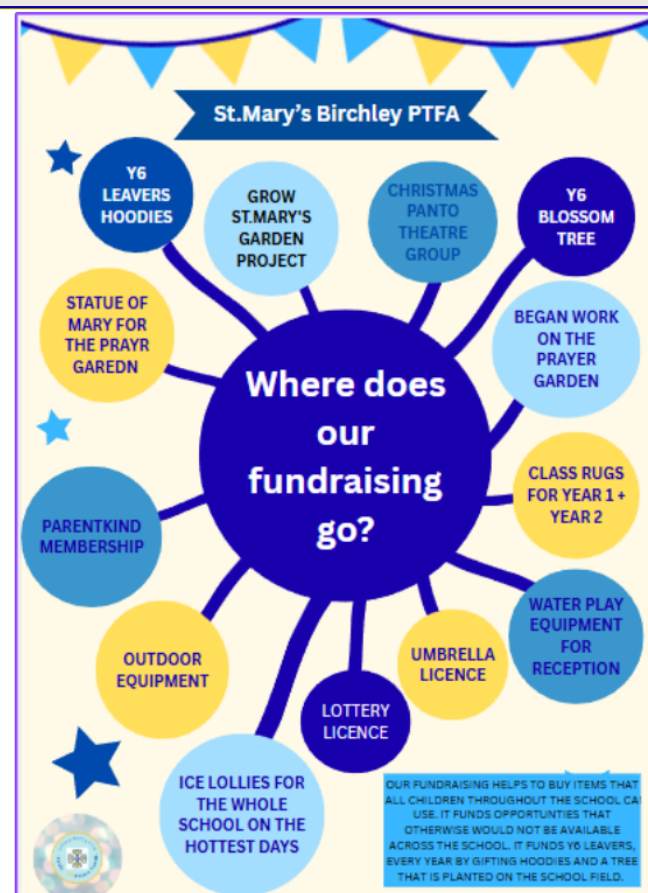 St.Mary's Birchley PTFA
Y6
LEAVERS
HOODIES
GROW
ST.MARY'S
GARDEN
PROJECT
CHRISTMAS
PANTO
THEATRE
GROUP
Y6
BLOSSOM
TREE
STATUE OF
MARY FOR
THE PRAYR
GAREDN
BEGAN WORK
ON THE
PRAYER
GARDEN
Where does
our
fundraising
go?
CLASS RUGS
FOR YEAR 1 +
YEAR 2
PARENTKIND
MEMBERSHIP
WATER PLAY
EQUIPMENT
FOR
RECEPTION
OUTDOOR
EQUIPMENT
UMBRELLA
LICENCE
LOTTERY
LICENCE
ICE LOLLIES FOR
THE WHOLE
SCHOOL ON THE
HOTTEST DAYS
OUR FUNDRAISING HELPS TO BUY ITEMS THAT
ALL CHILDREN THROUGHOUT THE SCHOOL CA
USE. IT FUNDS OPPORTUNITIES THAT
OTHERWISE WOULD NOT BE AVAILABLE
ACROSS THE SCHOOL. IT FUNDS Y6 LEAVERS,
EVERY YEAR BY GIFTING HOODIES AND A TREE
THAT IS PLANTED ON THE SCHOOL FIELD.